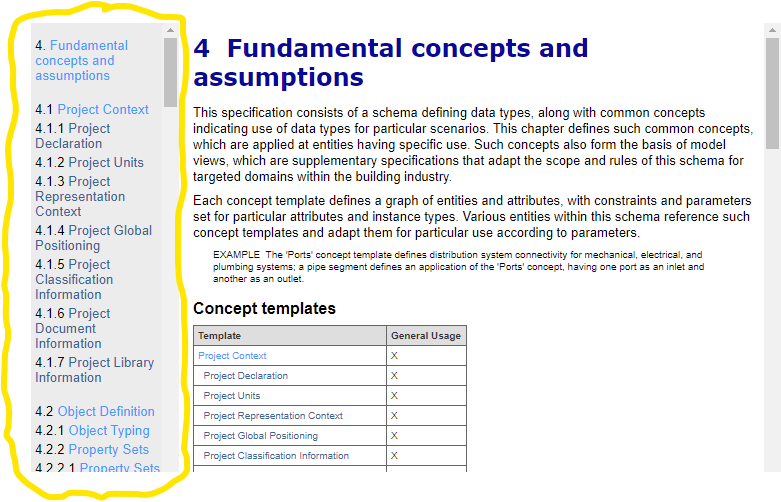 4. Fundamental
concepts and
assumptions
4.1 Project Context
4.1.1 Project
Declaration
4.1.2 Project Units
4.1.3 Project
Representation
Context
4.1.4 Project Global
Positioning
4.1.5 Project
Classification
Information
4.1.6 Project
Document
Information
4.1.7 Project Library
Information
4.2 Object Definition
4.2.1 Object Typing
4.2.2 Property Sets
4.2.2.1 Property Sets
4 Fundamental concepts and
assumptions
This specification consists of a schema defining data types, along with common concepts
indicating use of data types for particular scenarios. This chapter defines such common concepts,
which are applied at entities having specific use. Such concepts also form the basis of model
views, which are supplementary specifications that adapt the scope and rules of this schema for
targeted domains within the building industry.
Each concept template defines a graph of entities and attributes, with constraints and parameters
set for particular attributes and instance types. Various entities within this schema reference such
concept templates and adapt them for particular use according to parameters.
EXAMPLE The 'Ports' concept template defines distribution system connectivity for mechanical, electrical, and
plumbing systems; a pipe segment defines an application of the 'Ports' concept, having one port as an inlet and
another as an outlet.
Concept templates
Template General Usage
Project Context X
Project Declaration X
Project Units X
Project Representation Context X
Project Global Positioning X
Project Classification Information X